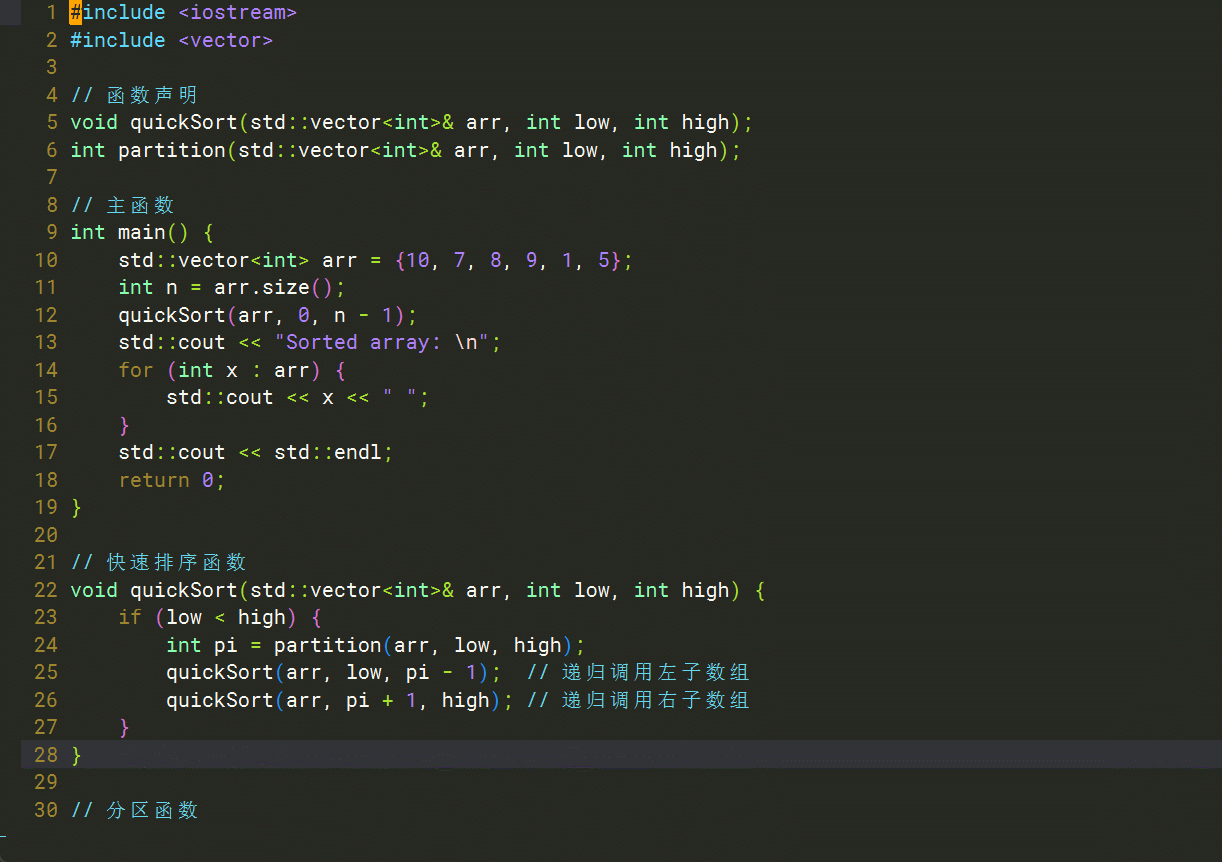 1 #include <iostream>
2 #include <vector>
3
4 // 函数声明
5 void quickSort(std::vector<int>& arr, int low, int high);
6 int partition(std::vector<int>& arr, int low, int high);
7
8 // 主函数
9 int main() {
10     std::vector<int> arr = {10, 7, 8, 9, 1, 5};
11     int n = arr.size();
12     quickSort(arr, 0, n - 1);
13     std::cout << "Sorted array: \n";
14     for (int x : arr) {
15         std::cout << x << " ";
16     }
17     std::cout << std::endl;
18     return 0;
19 }
20
21 // 快速排序函数
22 void quickSort(std::vector<int>& arr, int low, int high) {
23     if (low < high) {
24         int pi = partition(arr, low, high);
25         quickSort(arr, low, pi - 1);  // 递归调用左子数组
26         quickSort(arr, pi + 1, high); // 递归调用右子数组
27     }
28 }
29
30 // 分区函数